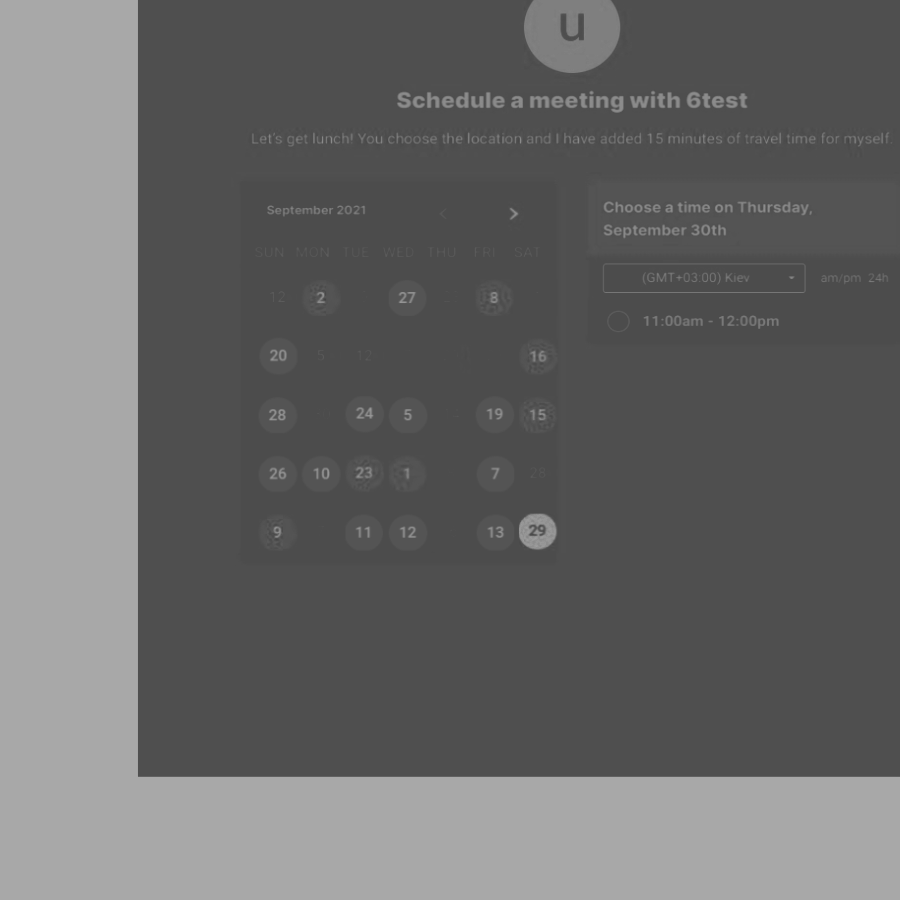 u
Schedule a meeting with 6test
Let's get lunch! You choose the location and I have added 15 minutes of travel time for myself.
September 2021
SUN MON TUE WED THU FRI SAT
12 2 27 8
20 5 12 16
28 24 5 19 15
26 10 23 1 7 28
9 11 12 13 29
Choose a time on Thursday,
September 30th
(GMT+03:00) Kiev
am/pm 24h
11:00am - 12:00pm